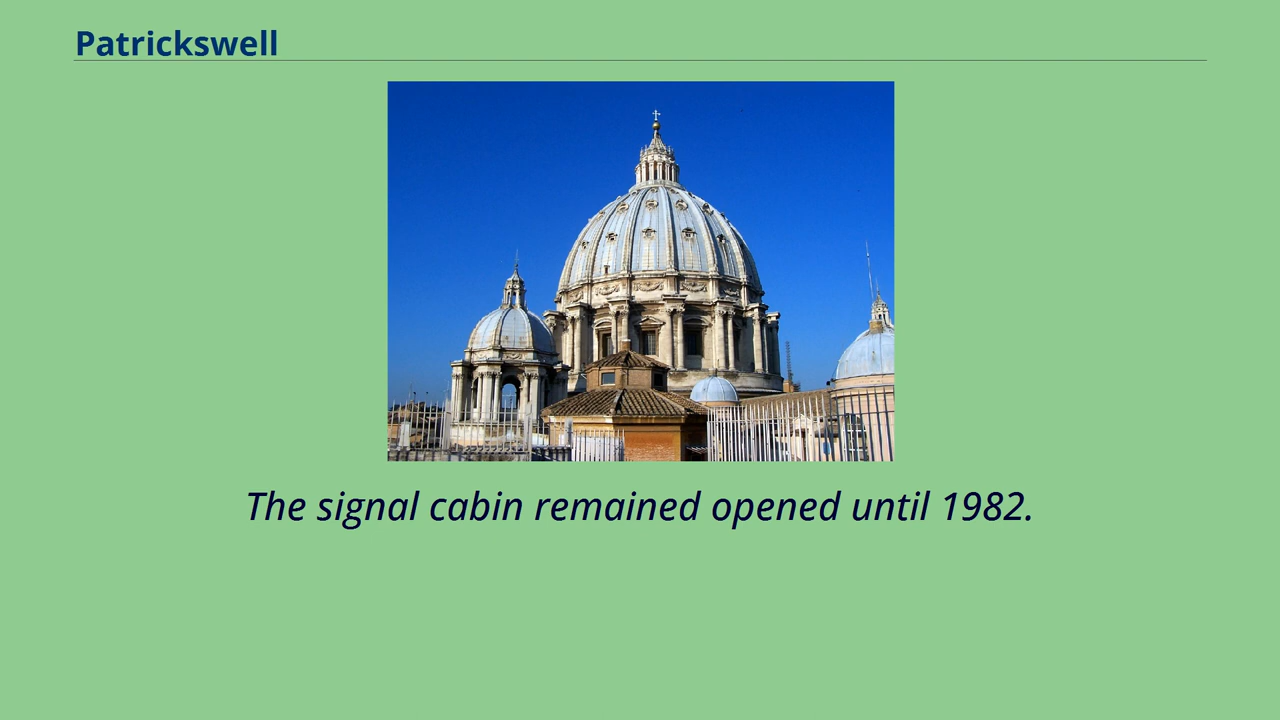 Patrickswell
The signal cabin remained opened until 1982.